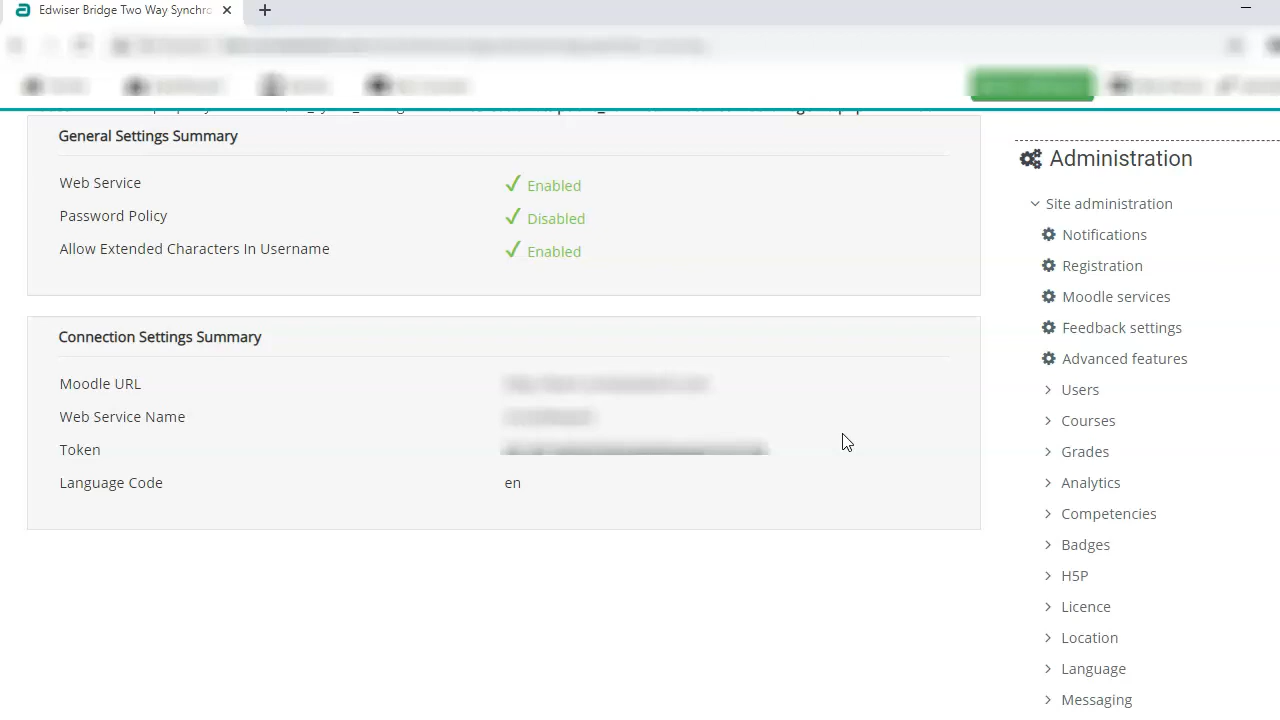 Edwiser Bridge Two Way Synchro
General Settings Summary
Web Service Enabled
Password Policy Disabled
Allow Extended Characters In Username Enabled
Connection Settings Summary
Moodle URL
Web Service Name
Token
Language Code en
Administration
Site administration
Notifications
Registration
Moodle services
Feedback settings
Advanced features
Users
Courses
Grades
Analytics
Competencies
Badges
H5P
Licence
Location
Language
Messaging